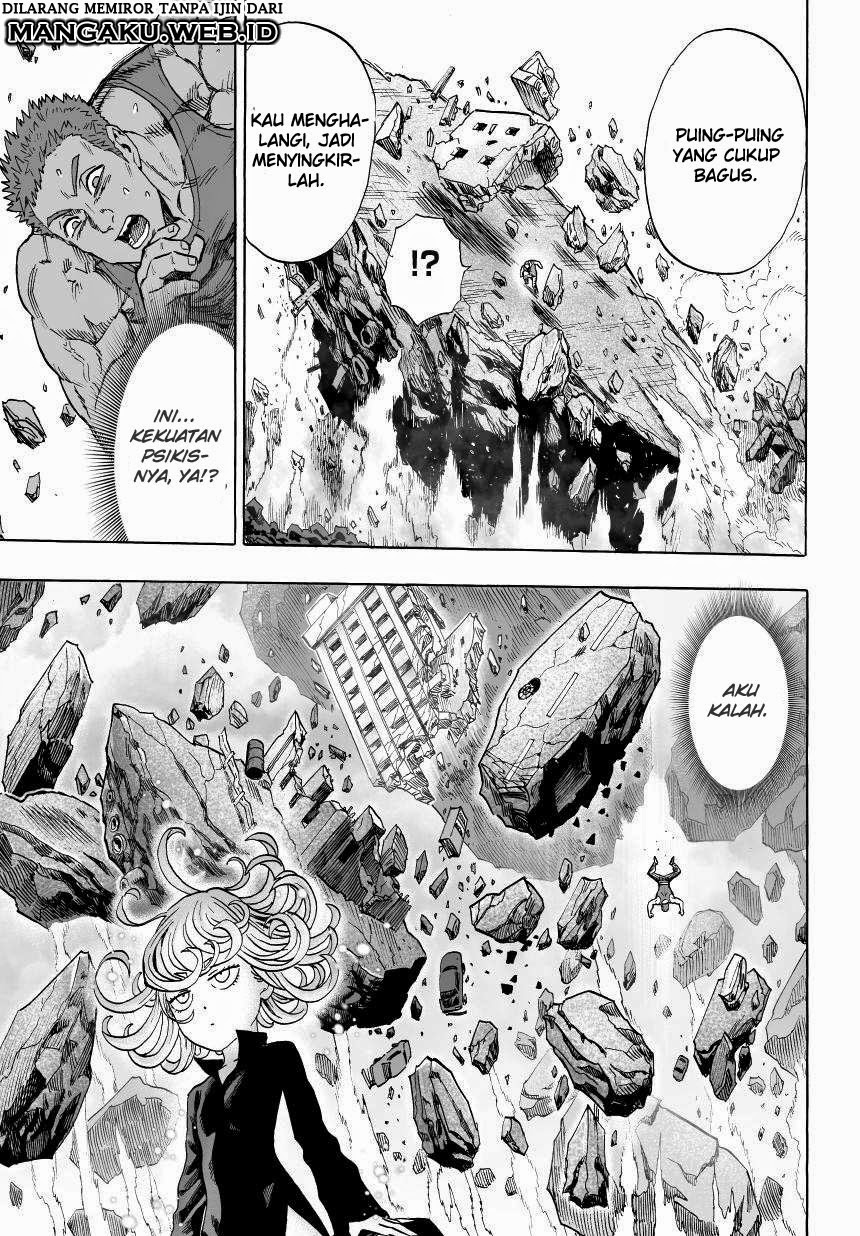 DILARANG MEMIROR TANPA IJIN DARI
MANGAKU.WEB.ID
PUING-PUING
YANG CUKUP
BAGUS.
KAU MENGHA-
LANGI, JADI
MENYINGKIR-
LAH.
!?
INI...
KEKUATAN
PSIKIS-
NYA, YA!?
AKU
KALAH.